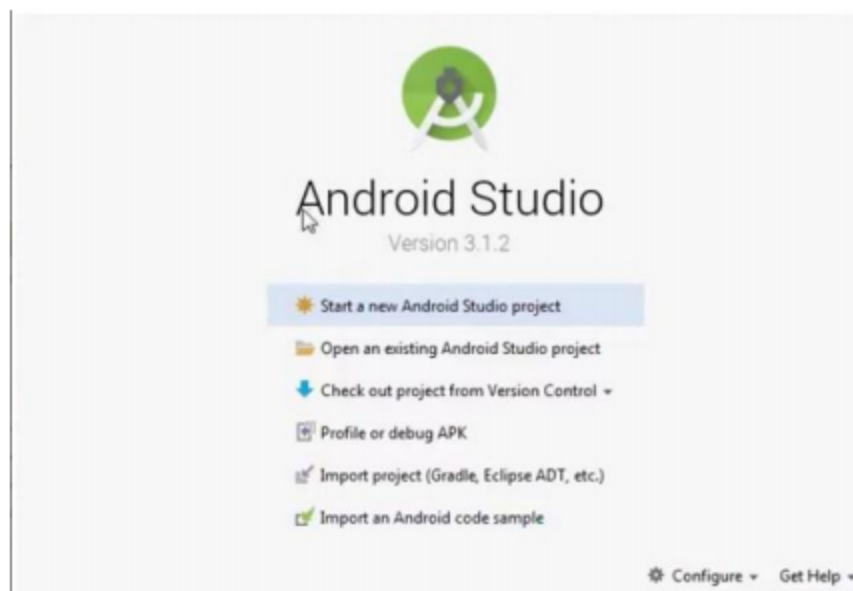 Android Studio
Version 3.1.2
Start a new Android Studio project
Open an existing Android Studio project
Check out project from Version Control
Profile or debug APK
Import project (Gradle, Eclipse ADT, etc.)
Import an Android code sample
Configure Get Help